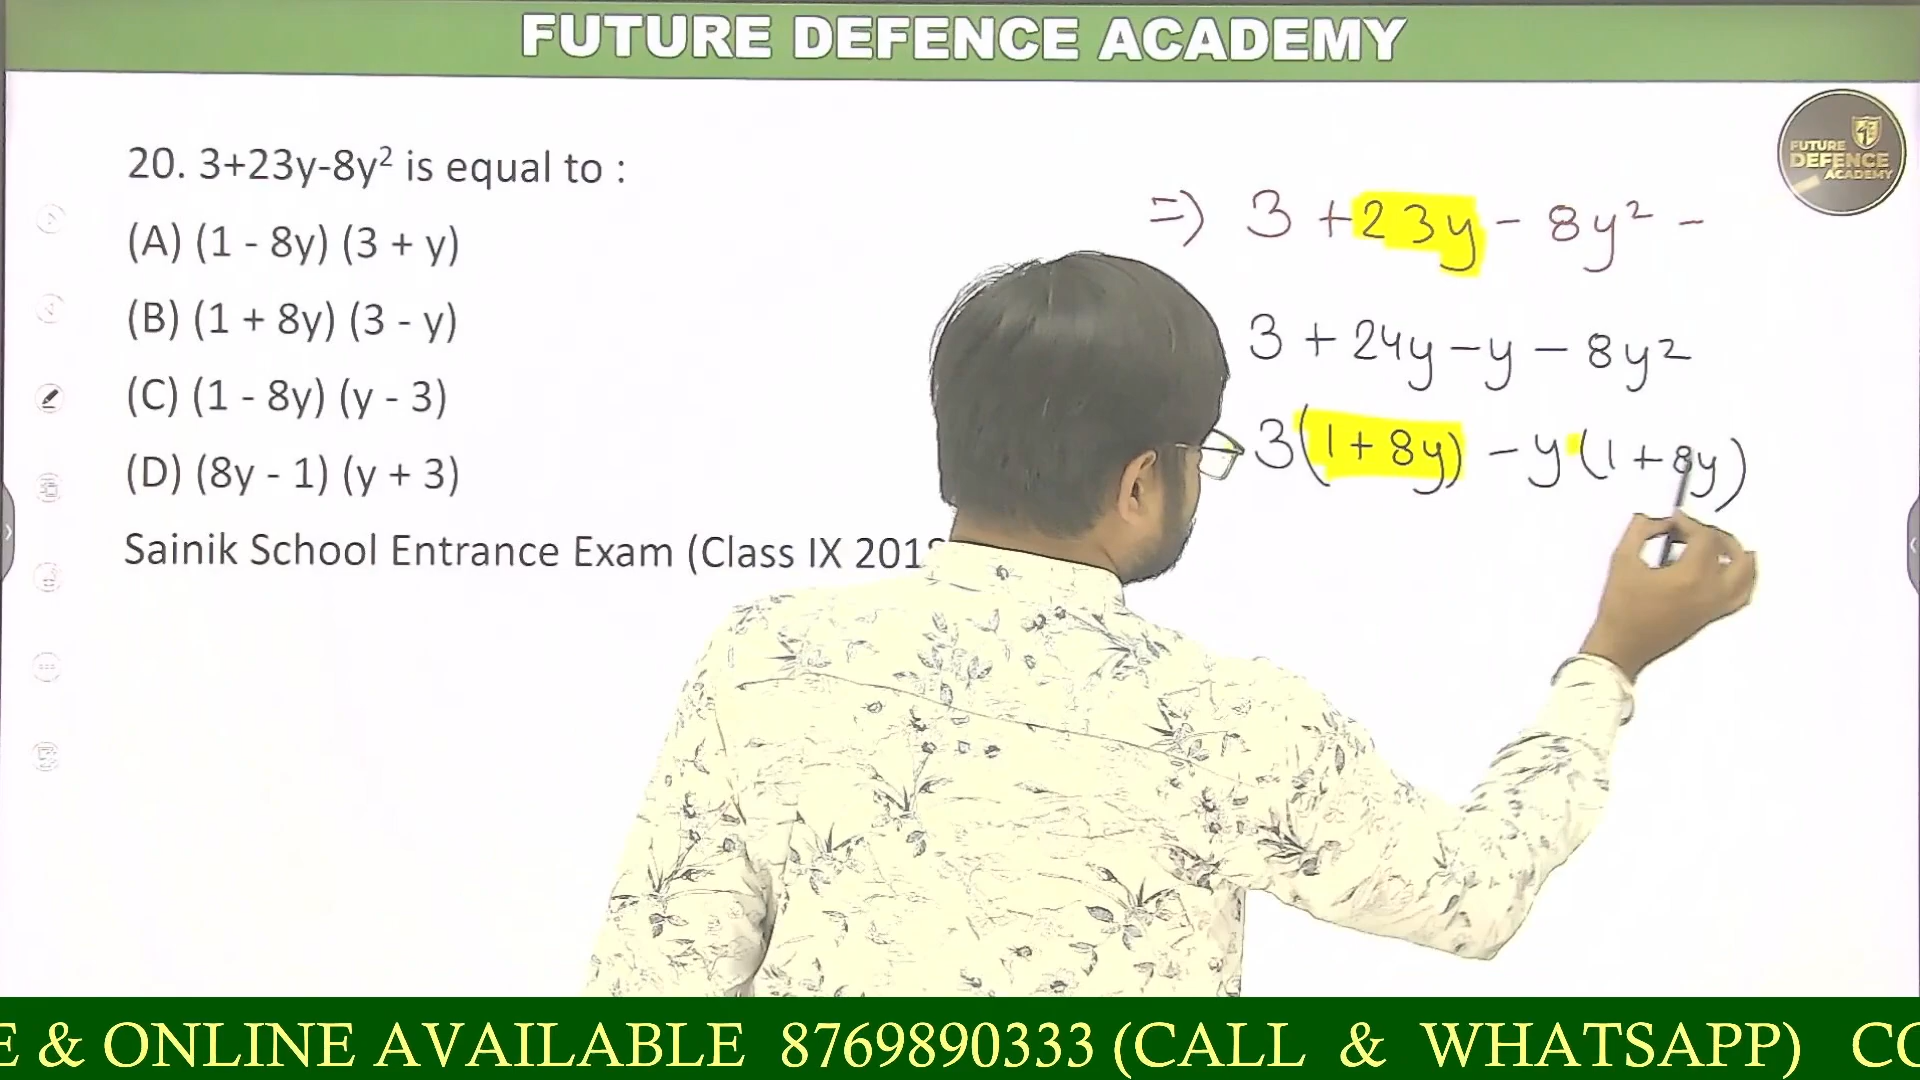 FUTURE DEFENCE ACADEMY
FUTURE
DEFENCE
ACADEMY
20. 3+23y-8y² is equal to :
(A) (1 - 8y) (3 + y)
(B) (1 + 8y) (3 - y)
(C) (1 - 8y) (y - 3)
(D) (8y - 1) (y + 3)
Sainik School Entrance Exam (Class IX
=) 3 + 23y - 8y² -
3 + 24y - y - 8y²
3(1 + 8y) - y(1 + 8y)
E & ONLINE AVAILABLE 8769890333 (CALL & WHATSAPP) CO